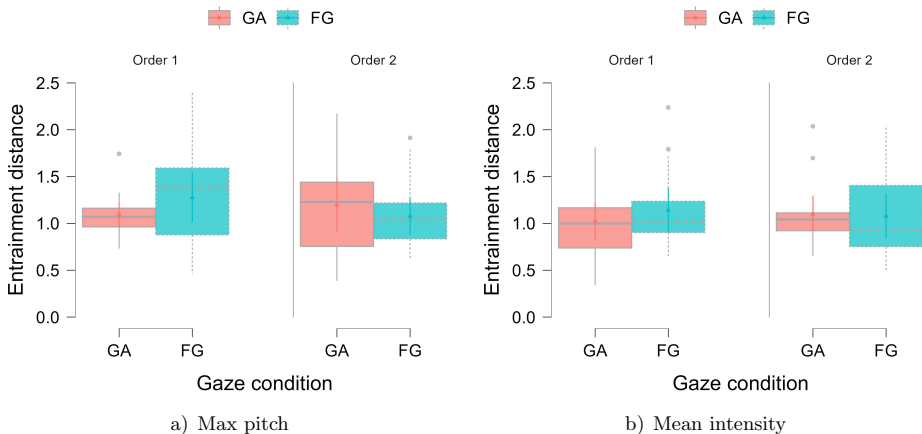 GA FG
Order 1 Order 2
Entrainment distance
2.5
2.0
1.5
1.0
0.5
0.0
GA FG GA FG
Gaze condition
a) Max pitch
GA FG
Order 1 Order 2
Entrainment distance
2.5
2.0
1.5
1.0
0.5
0.0
GA FG GA FG
Gaze condition
b) Mean intensity